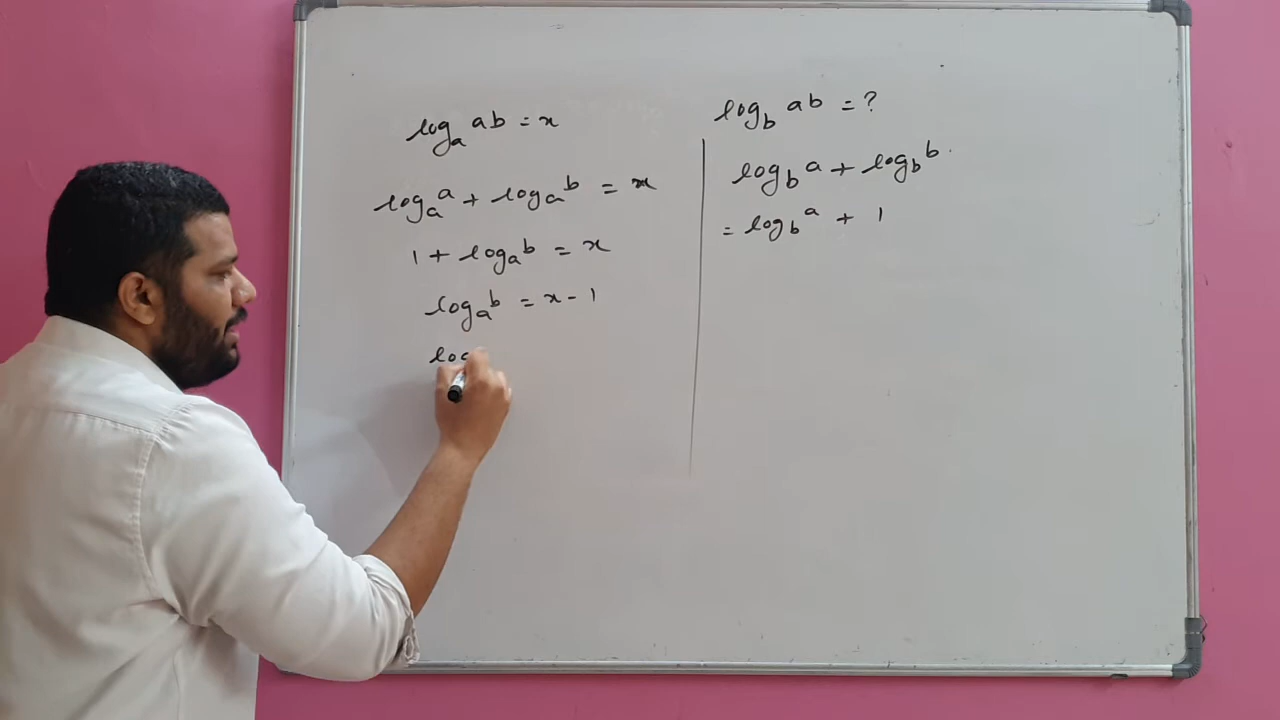 log_a ab = x
log_a a + log_a b = x
1 + log_a b = x
log_a b = x - 1
log
log_b ab = ?
log_b a + log_b b
= log_b a + 1